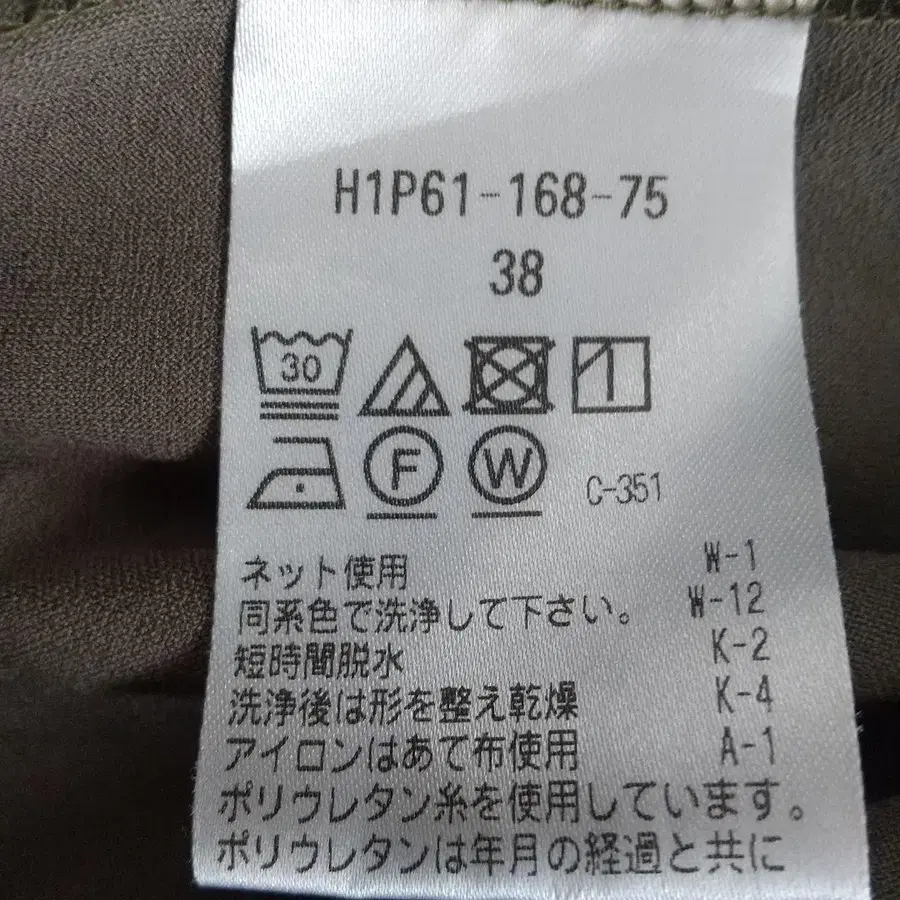 H1P61-168-75
38
30
F W C-351
ネット使用 W-1
同系色で洗浄して下さい。 W-12
短時間脱水 K-2
洗浄後は形を整え乾燥 K-4
アイロンはあて布使用 A-1
ポリウレタン糸を使用しています。
ポリウレタンは年月の経過と共に